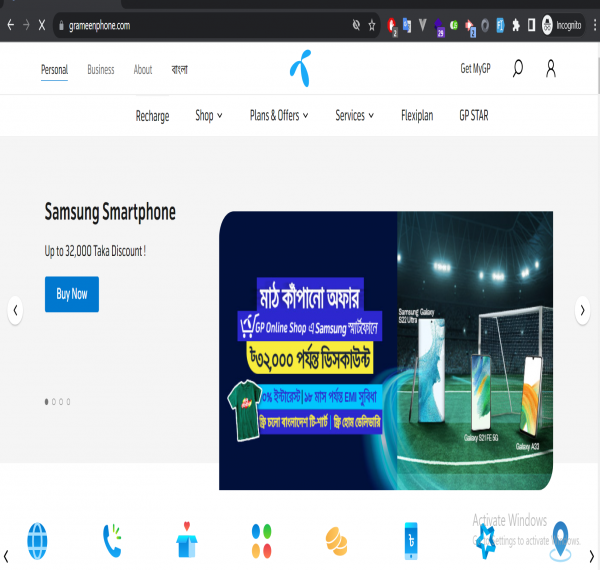 grameenphone.com
2
29
2
Incognito
Personal Business About বাংলা
Get MyGP
Recharge Shop Plans & Offers Services Flexiplan GP STAR
Samsung Smartphone
Up to 32,000 Taka Discount !
Buy Now
মাঠ কাঁপানো অফার
GP Online Shop এ Samsung স্মার্টফোনে
৳৩২,০০০ পর্যন্ত ডিসকাউন্ট
০% ইন্টারেস্ট|১৮ মাস পর্যন্ত EMI সুবিধা
ফ্রি চলো বাংলাদেশ টি-শার্ট | ফ্রি হোম ডেলিভারি
Samsung Galaxy
S22 Ultra
Galaxy S21 FE 5G
Galaxy A03
৳
Activate Windows
Go to Settings to activate Windows.